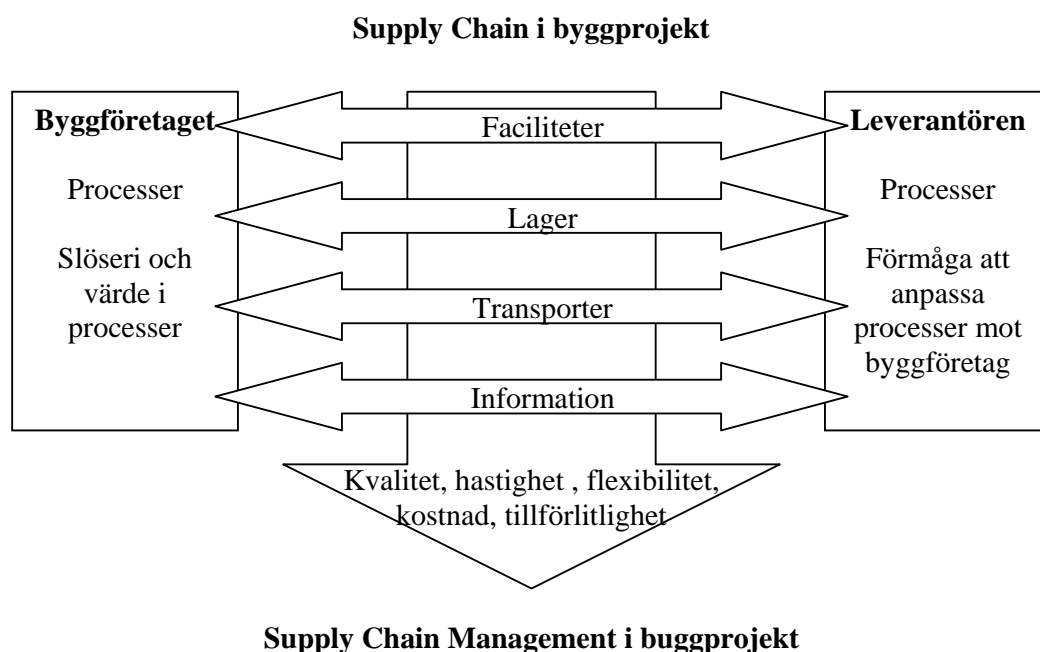 Supply Chain i byggprojekt
Byggföretaget
Processer
Slöseri och
värde i
processer
Faciliteter
Lager
Transporter
Information
Leverantören
Processer
Förmåga att
anpassa
processer mot
byggföretag
Kvalitet, hastighet , flexibilitet,
kostnad, tillförlitlighet
Supply Chain Management i buggprojekt